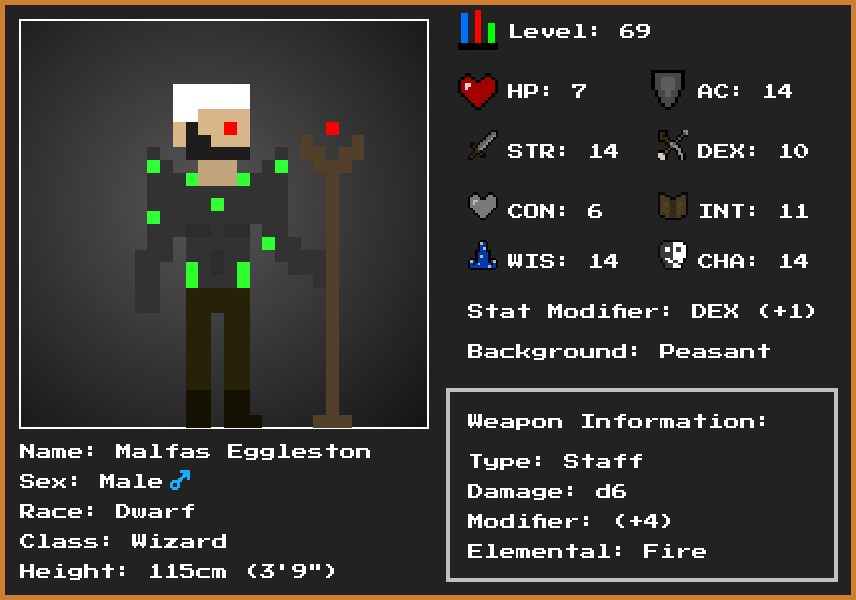 Level: 69
HP: 7
AC: 14
STR: 14
DEX: 10
CON: 6
INT: 11
WIS: 14
CHA: 14
Stat Modifier: DEX (+1)
Background: Peasant
Weapon Information:
Type: Staff
Damage: d6
Modifier: (+4)
Elemental: Fire
Name: Malfas Eggleston
Sex: Male ♂
Race: Dwarf
Class: Wizard
Height: 115cm (3'9")